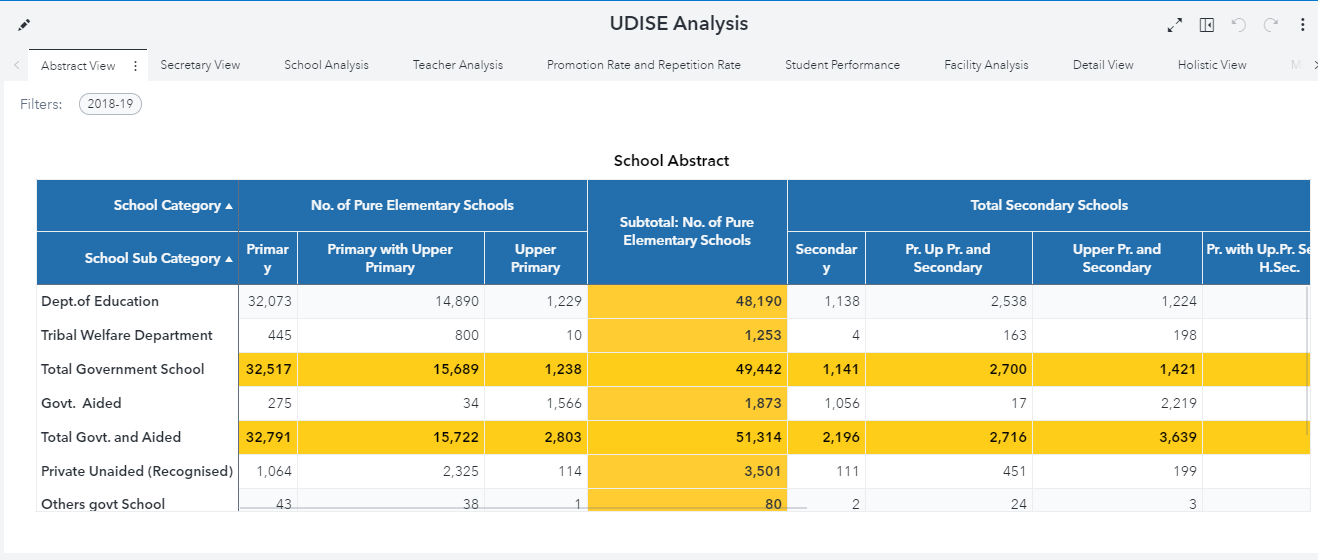 UDISE Analysis
Abstract View
Secretary View
School Analysis
Teacher Analysis
Promotion Rate and Repetition Rate
Student Performance
Facility Analysis
Detail View
Holistic View
Filters: 2018-19
School Abstract
School Category No. of Pure Elementary Schools Subtotal: No. of Pure Elementary Schools Total Secondary Schools
School Sub Category Primary Primary with Upper Primary Upper Primary Secondary Pr. Up Pr. and Secondary Upper Pr. and Secondary Pr. with Up.Pr. Se H.Sec.
Dept.of Education 32,073 14,890 1,229 48,190 1,138 2,538 1,224
Tribal Welfare Department 445 800 10 1,253 4 163 198
Total Government School 32,517 15,689 1,238 49,442 1,141 2,700 1,421
Govt. Aided 275 34 1,566 1,873 1,056 17 2,219
Total Govt. and Aided 32,791 15,722 2,803 51,314 2,196 2,716 3,639
Private Unaided (Recognised) 1,064 2,325 114 3,501 111 451 199
Others govt School 43 38 1 80 2 24 3